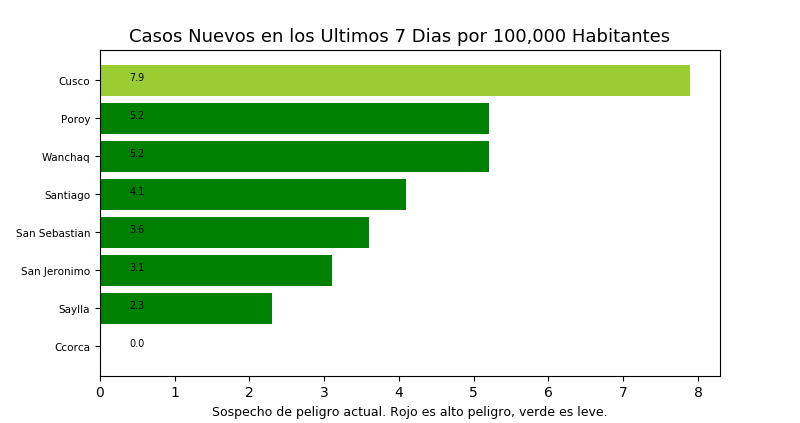 Casos Nuevos en los Ultimos 7 Dias por 100,000 Habitantes
Cusco 7.9
Poroy 5.2
Wanchaq 5.2
Santiago 4.1
San Sebastian 3.6
San Jeronimo 3.1
Saylla 2.3
Ccorca 0.0
0 1 2 3 4 5 6 7 8
Sospecho de peligro actual. Rojo es alto peligro, verde es leve.